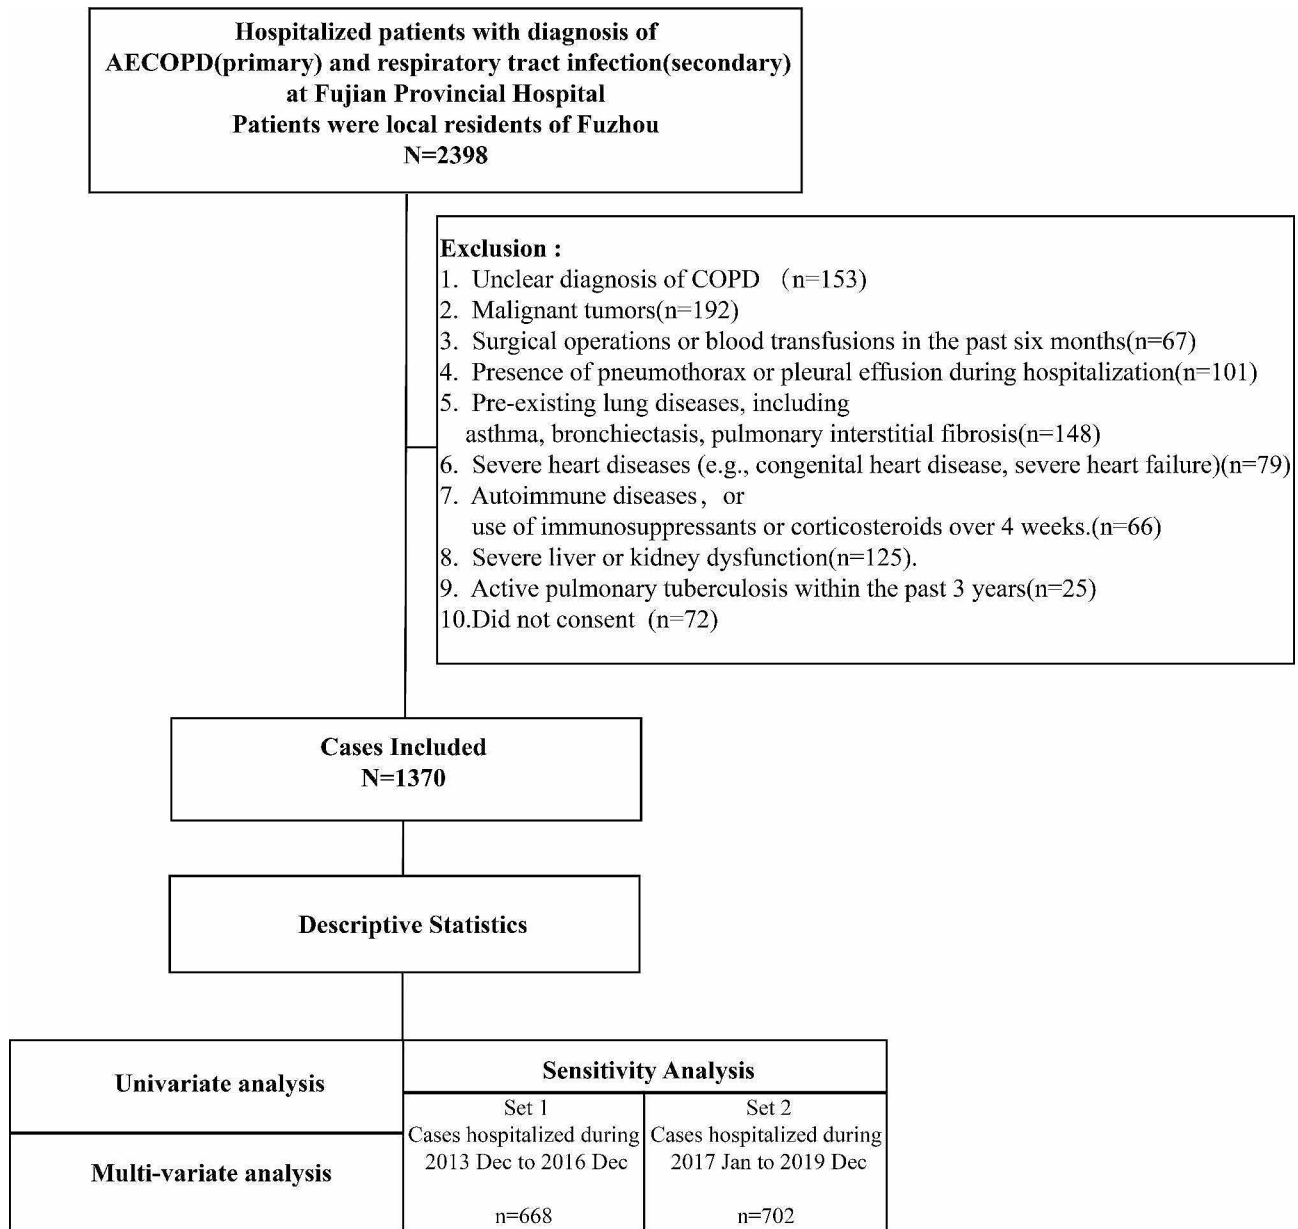 Hospitalized patients with diagnosis of
AECOPD(primary) and respiratory tract infection(secondary)
at Fujian Provincial Hospital
Patients were local residents of Fuzhou
N=2398
Exclusion :
1. Unclear diagnosis of COPD （n=153)
2. Malignant tumors(n=192)
3. Surgical operations or blood transfusions in the past six months(n=67)
4. Presence of pneumothorax or pleural effusion during hospitalization(n=101)
5. Pre-existing lung diseases, including
asthma, bronchiectasis, pulmonary interstitial fibrosis(n=148)
6. Severe heart diseases (e.g., congenital heart disease, severe heart failure)(n=79)
7. Autoimmune diseases，or
use of immunosuppressants or corticosteroids over 4 weeks.(n=66)
8. Severe liver or kidney dysfunction(n=125).
9. Active pulmonary tuberculosis within the past 3 years(n=25)
10.Did not consent (n=72)
Cases Included
N=1370
Descriptive Statistics
Univariate analysis
Multi-variate analysis
Sensitivity Analysis
Set 1
Cases hospitalized during
2013 Dec to 2016 Dec
n=668
Set 2
Cases hospitalized during
2017 Jan to 2019 Dec
n=702